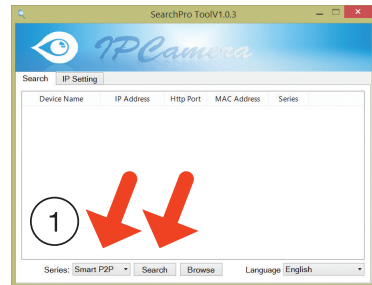 SearchPro ToolV1.0.3
IPCamera
Search IP Setting
Device Name IP Address Http Port MAC Address Series
1
Series: Smart P2P Search Browse Language English